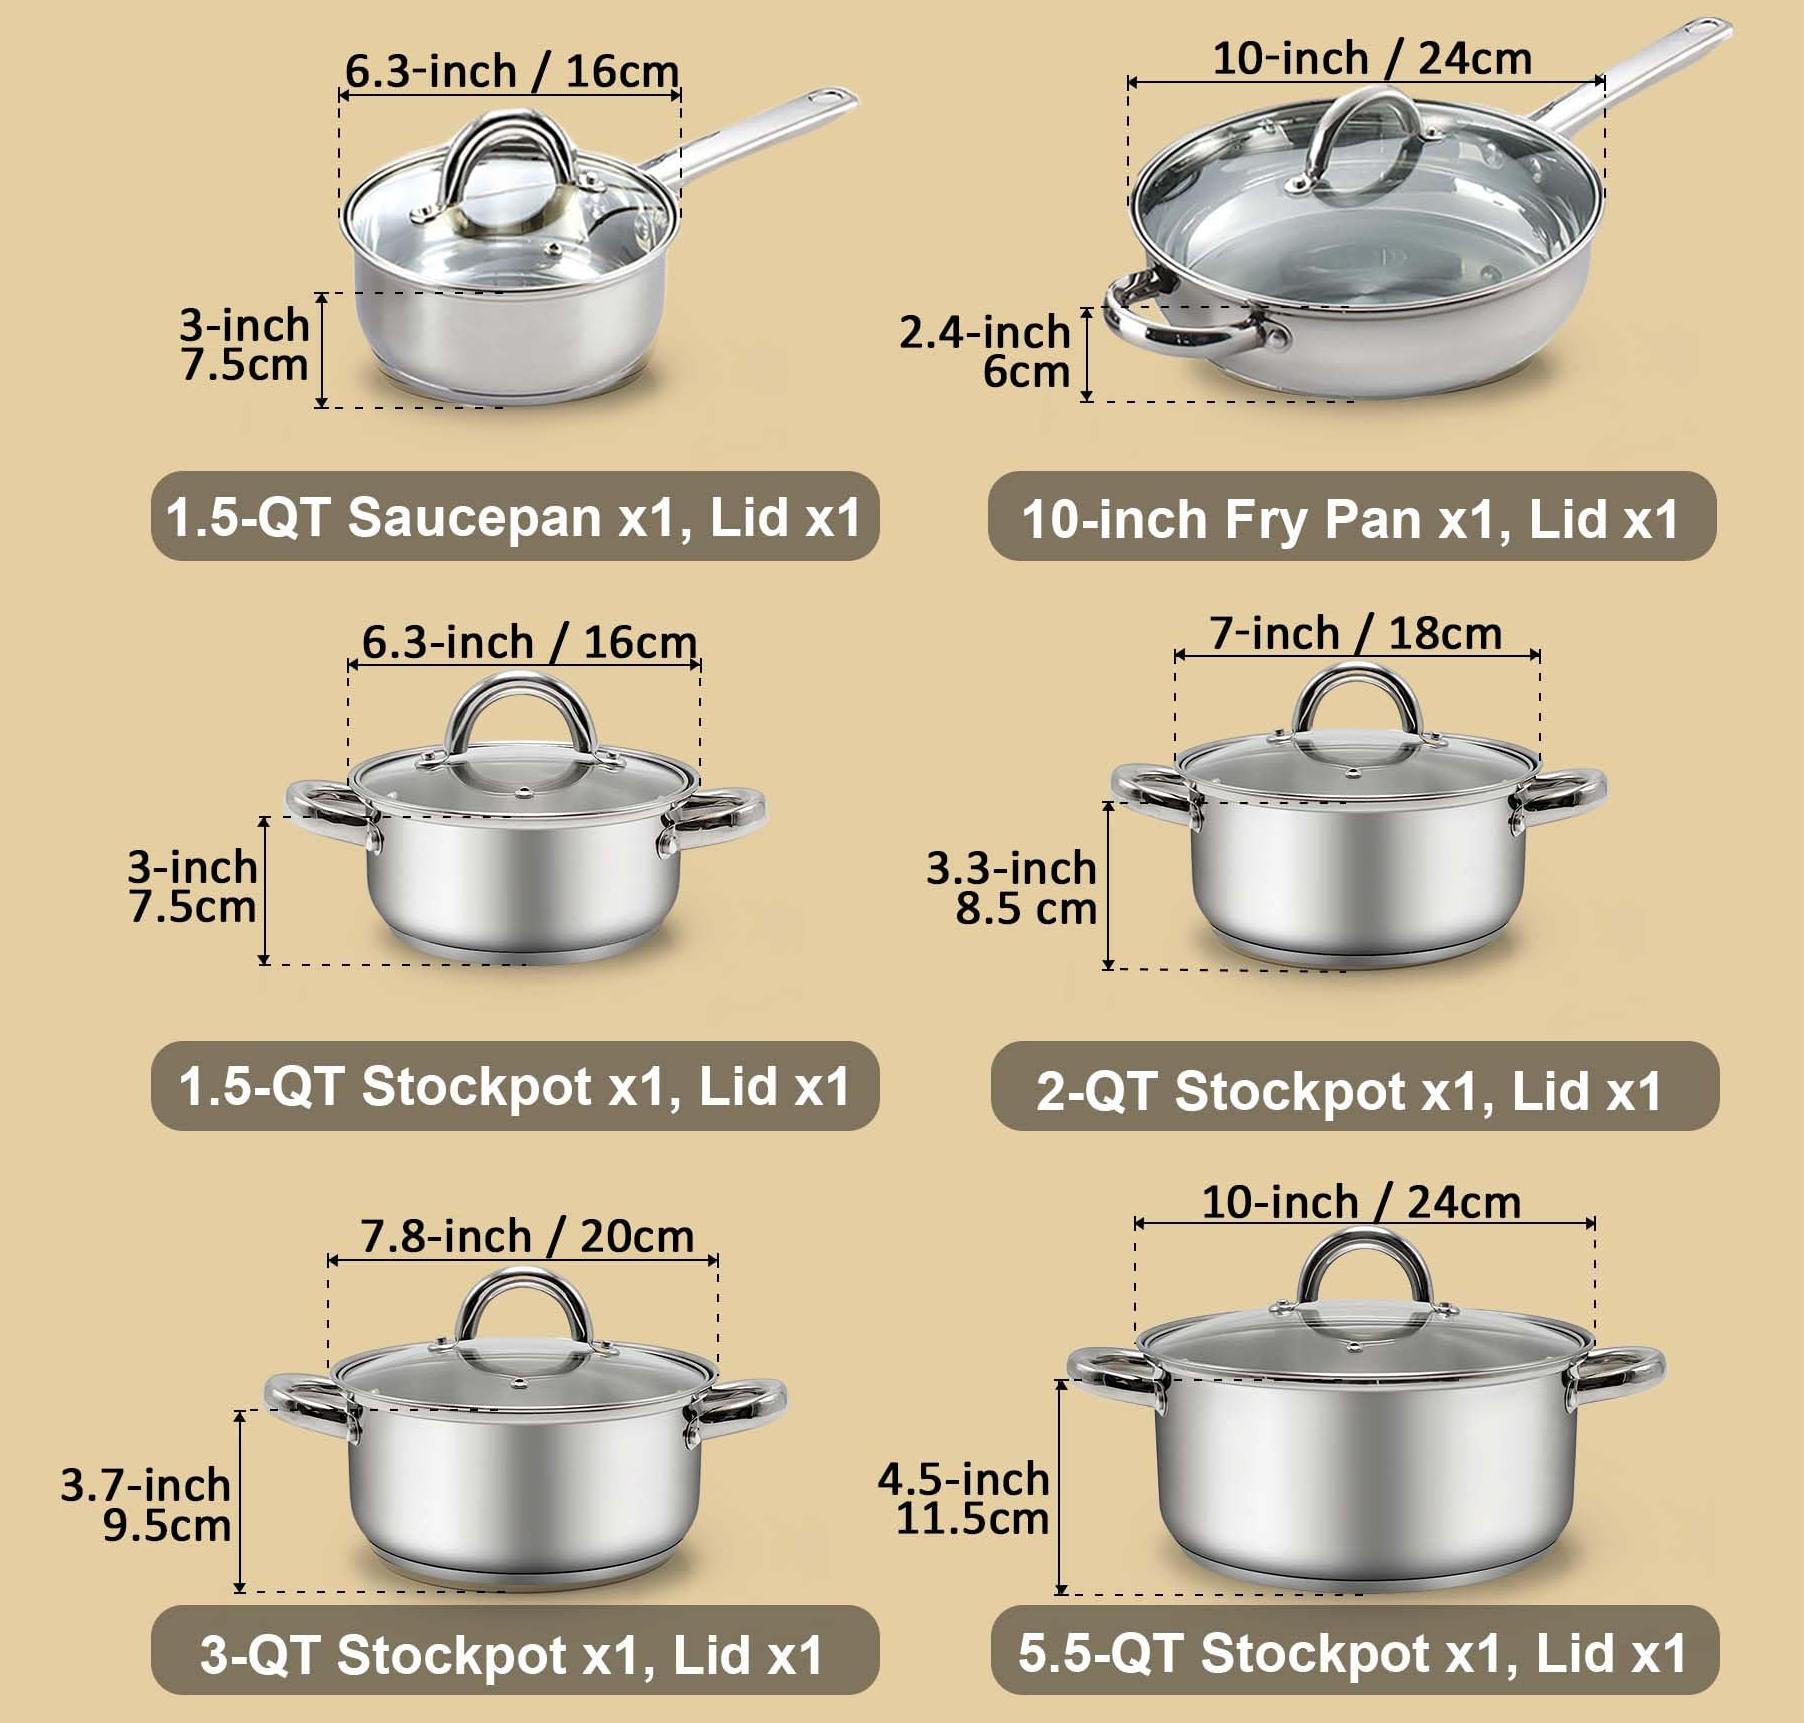 6.3-inch / 16cm
3-inch
7.5cm
1.5-QT Saucepan x1, Lid x1
10-inch / 24cm
2.4-inch
6cm
10-inch Fry Pan x1, Lid x1
6.3-inch / 16cm
3-inch
7.5cm
1.5-QT Stockpot x1, Lid x1
7-inch / 18cm
3.3-inch
8.5 cm
2-QT Stockpot x1, Lid x1
7.8-inch / 20cm
3.7-inch
9.5cm
3-QT Stockpot x1, Lid x1
10-inch / 24cm
4.5-inch
11.5cm
5.5-QT Stockpot x1, Lid x1